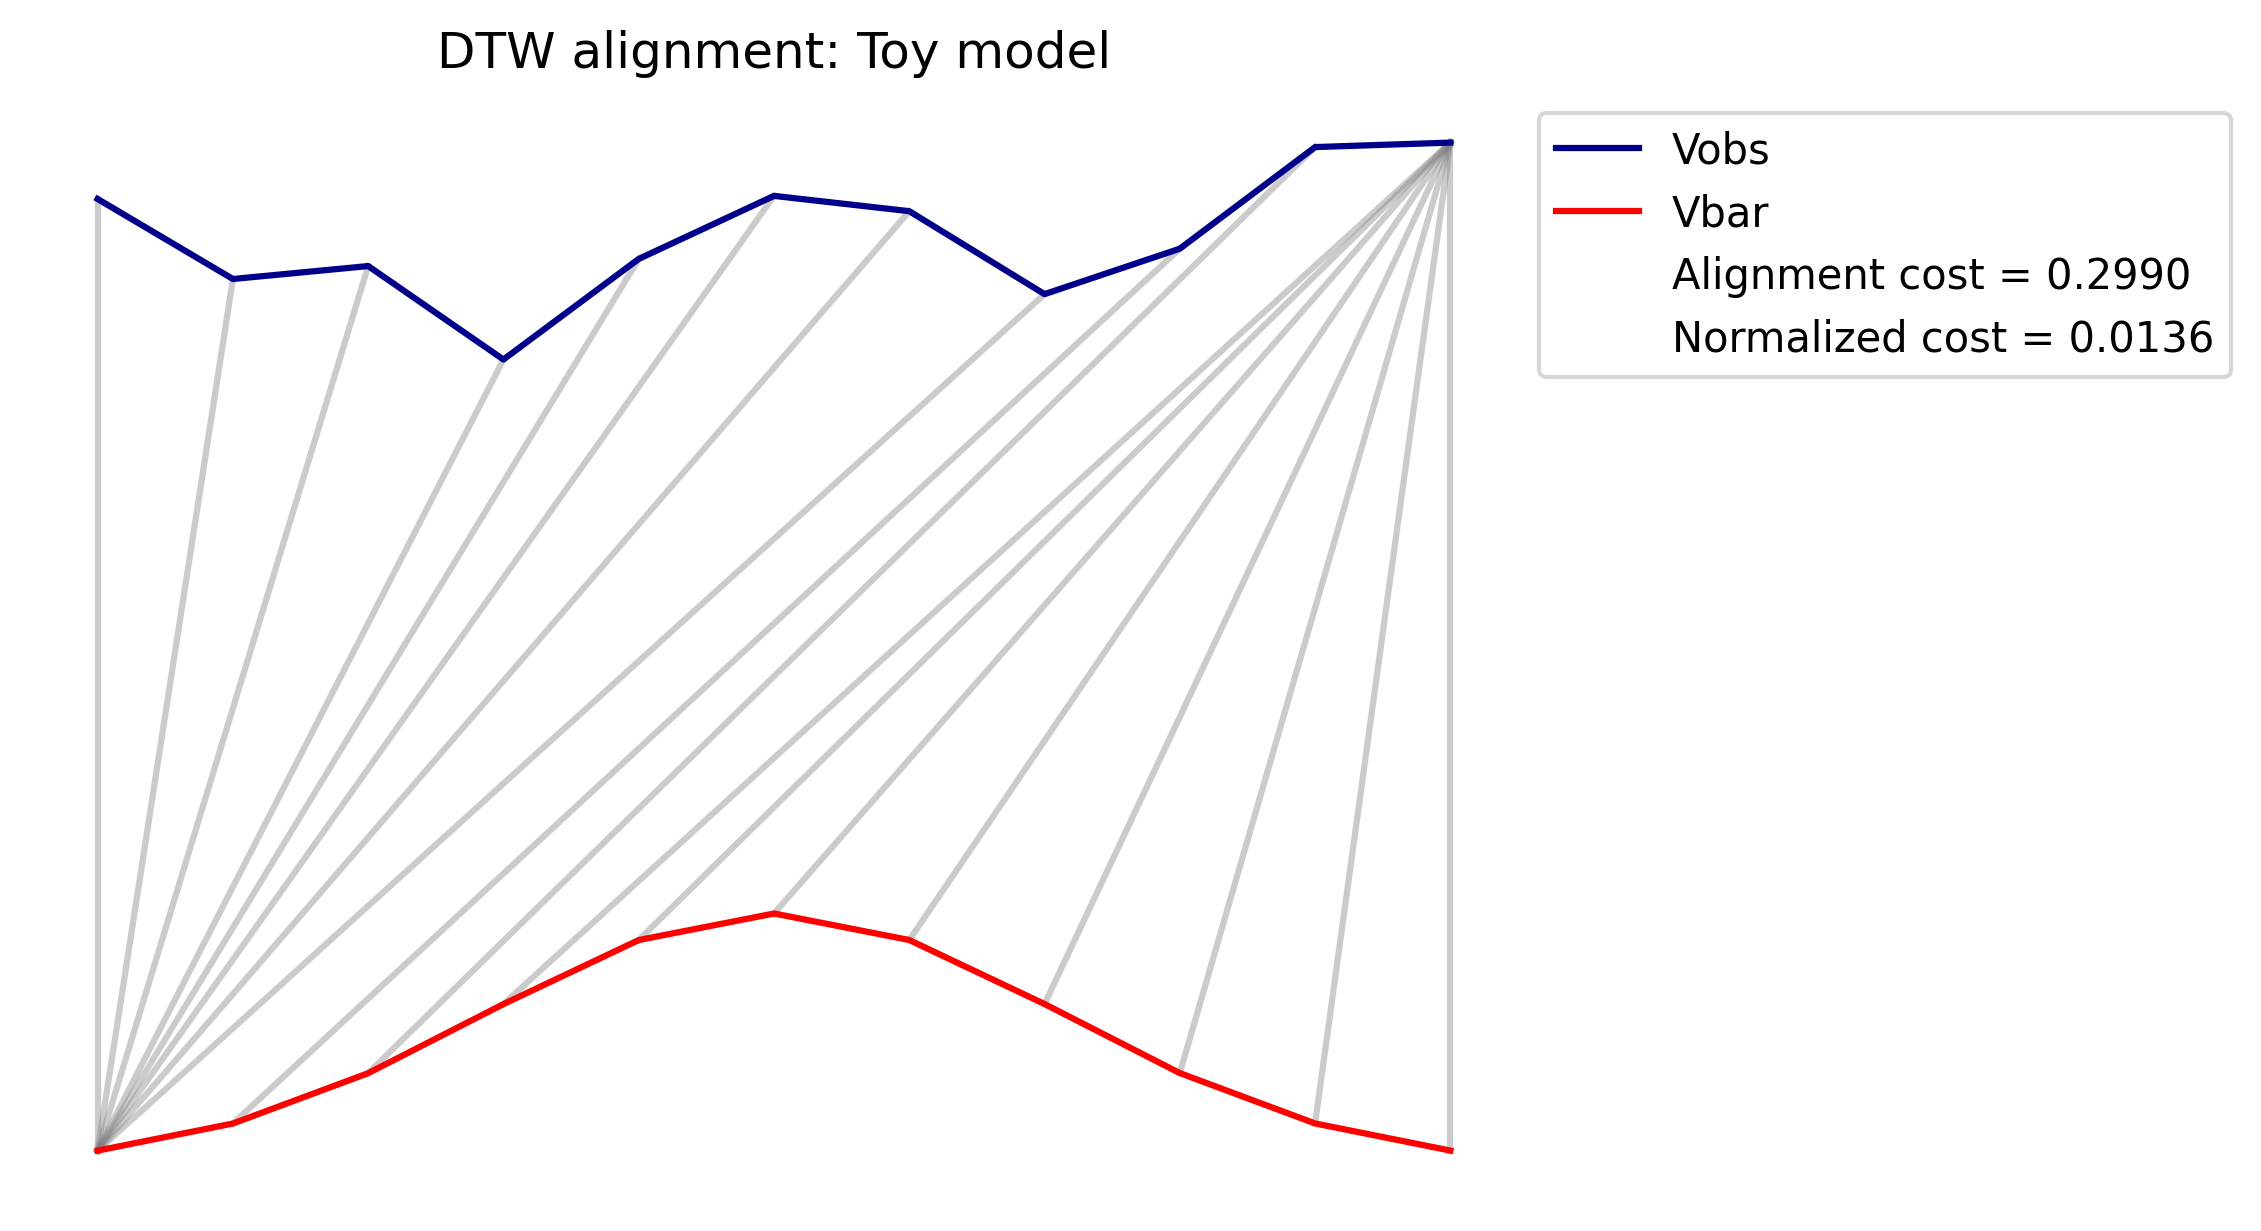 DTW alignment: Toy model
Vobs
Vbar
Alignment cost = 0.2990
Normalized cost = 0.0136